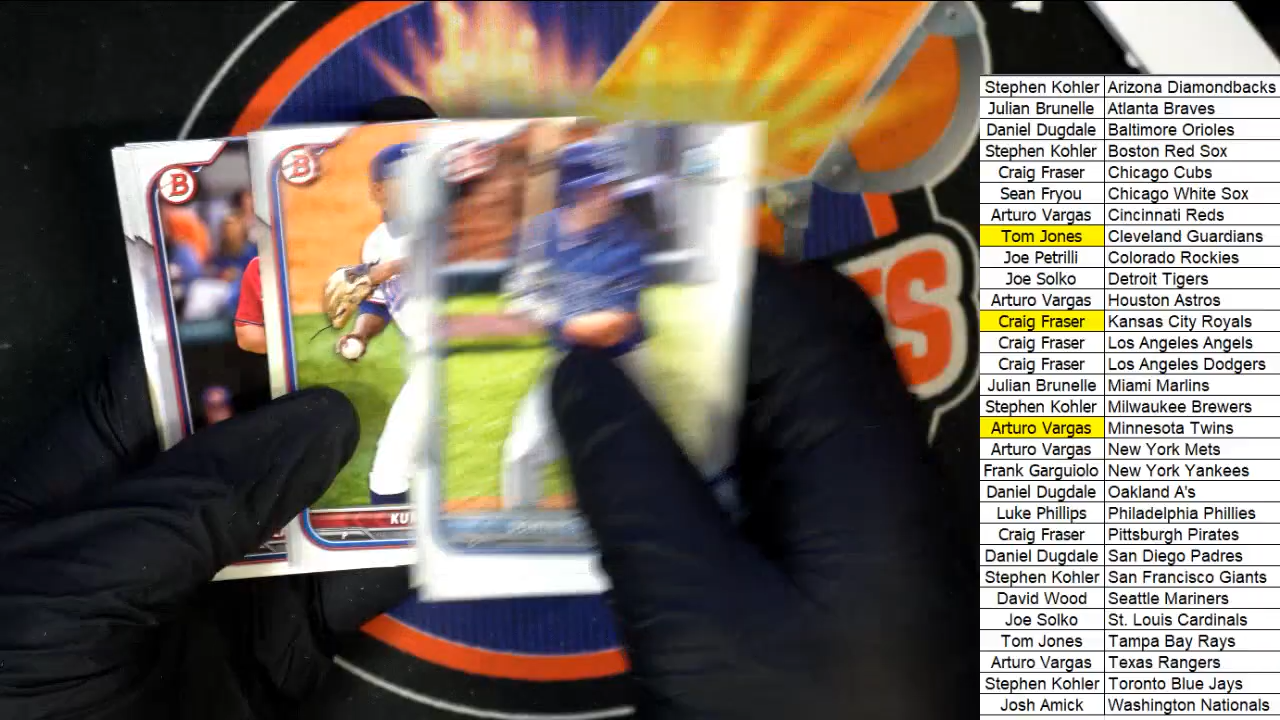 B
B
KU
S
Stephen Kohler Arizona Diamondbacks
Julian Brunelle Atlanta Braves
Daniel Dugdale Baltimore Orioles
Stephen Kohler Boston Red Sox
Craig Fraser Chicago Cubs
Sean Fryou Chicago White Sox
Arturo Vargas Cincinnati Reds
Tom Jones Cleveland Guardians
Joe Petrilli Colorado Rockies
Joe Solko Detroit Tigers
Arturo Vargas Houston Astros
Craig Fraser Kansas City Royals
Craig Fraser Los Angeles Angels
Craig Fraser Los Angeles Dodgers
Julian Brunelle Miami Marlins
Stephen Kohler Milwaukee Brewers
Arturo Vargas Minnesota Twins
Arturo Vargas New York Mets
Frank Garguiolo New York Yankees
Daniel Dugdale Oakland A's
Luke Phillips Philadelphia Phillies
Craig Fraser Pittsburgh Pirates
Daniel Dugdale San Diego Padres
Stephen Kohler San Francisco Giants
David Wood Seattle Mariners
Joe Solko St. Louis Cardinals
Tom Jones Tampa Bay Rays
Arturo Vargas Texas Rangers
Stephen Kohler Toronto Blue Jays
Josh Amick Washington Nationals